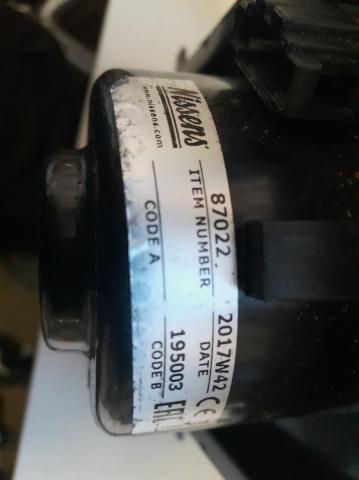 Nissens
www.nissens.com
87022.
ITEM NUMBER
CODE A
2017W42
DATE
195003
CODE B
CE
EAC